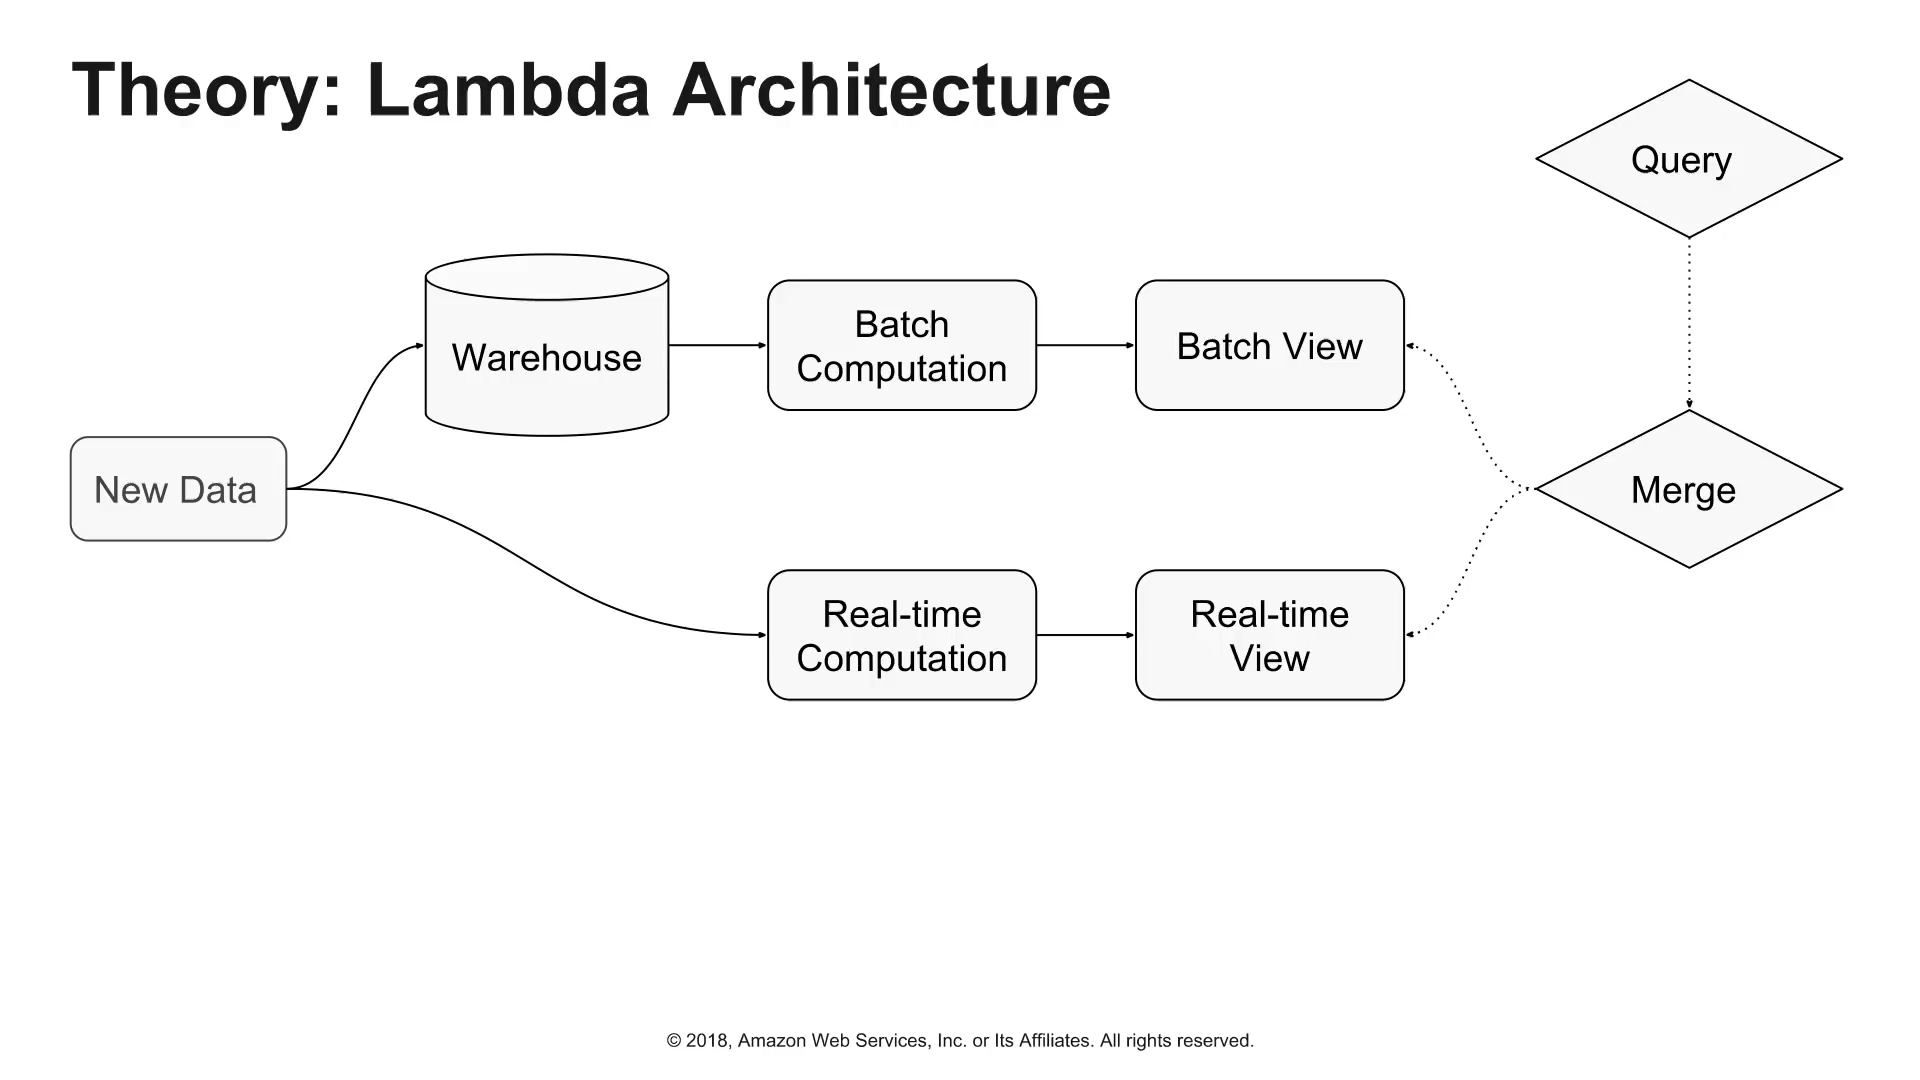 Theory: Lambda Architecture
Query
Warehouse
Batch
Computation
Batch View
New Data
Merge
Real-time
Computation
Real-time
View
© 2018, Amazon Web Services, Inc. or Its Affiliates. All rights reserved.